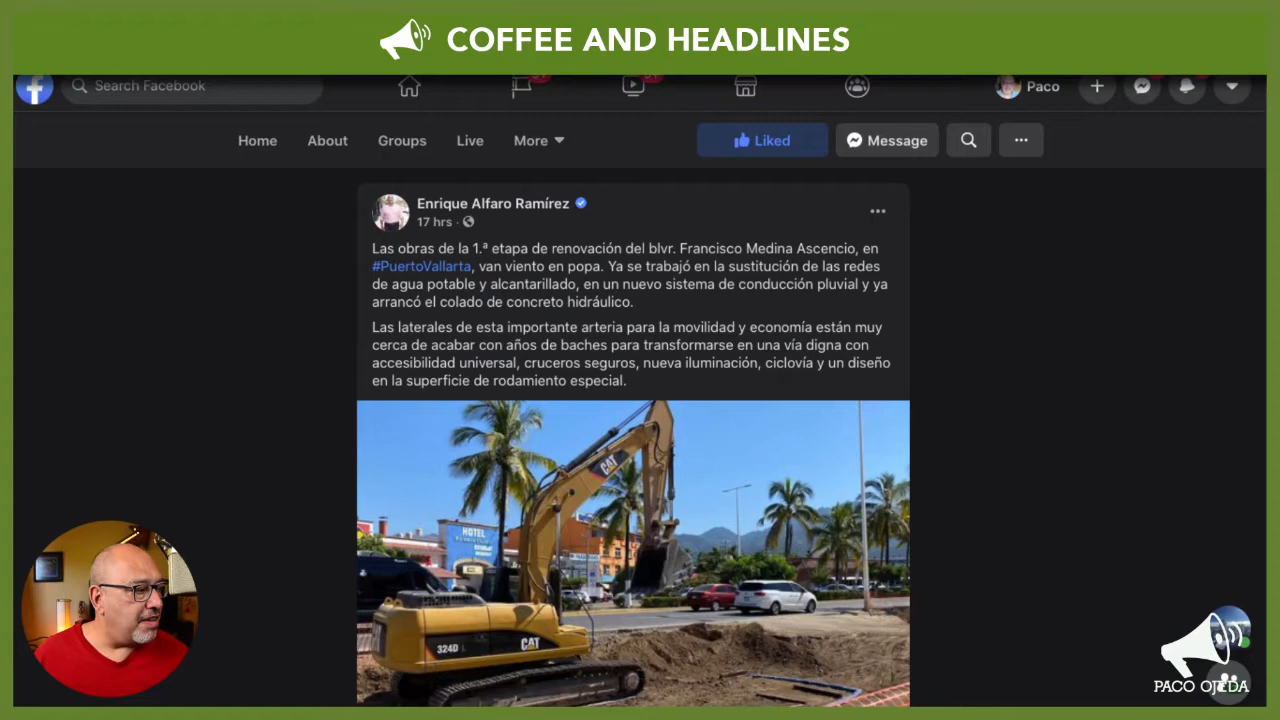 COFFEE AND HEADLINES
Search Facebook
Paco
Home About Groups Live More
Liked Message
Enrique Alfaro Ramírez
17 hrs ·
Las obras de la 1.ª etapa de renovación del blvr. Francisco Medina Ascencio, en
#PuertoVallarta, van viento en popa. Ya se trabajó en la sustitución de las redes
de agua potable y alcantarillado, en un nuevo sistema de conducción pluvial y ya
arrancó el colado de concreto hidráulico.
Las laterales de esta importante arteria para la movilidad y economía están muy
cerca de acabar con años de baches para transformarse en una vía digna con
accesibilidad universal, cruceros seguros, nueva iluminación, ciclovía y un diseño
en la superficie de rodamiento especial.
CAT
HOTEL
324D
CAT
PACO OJEDA